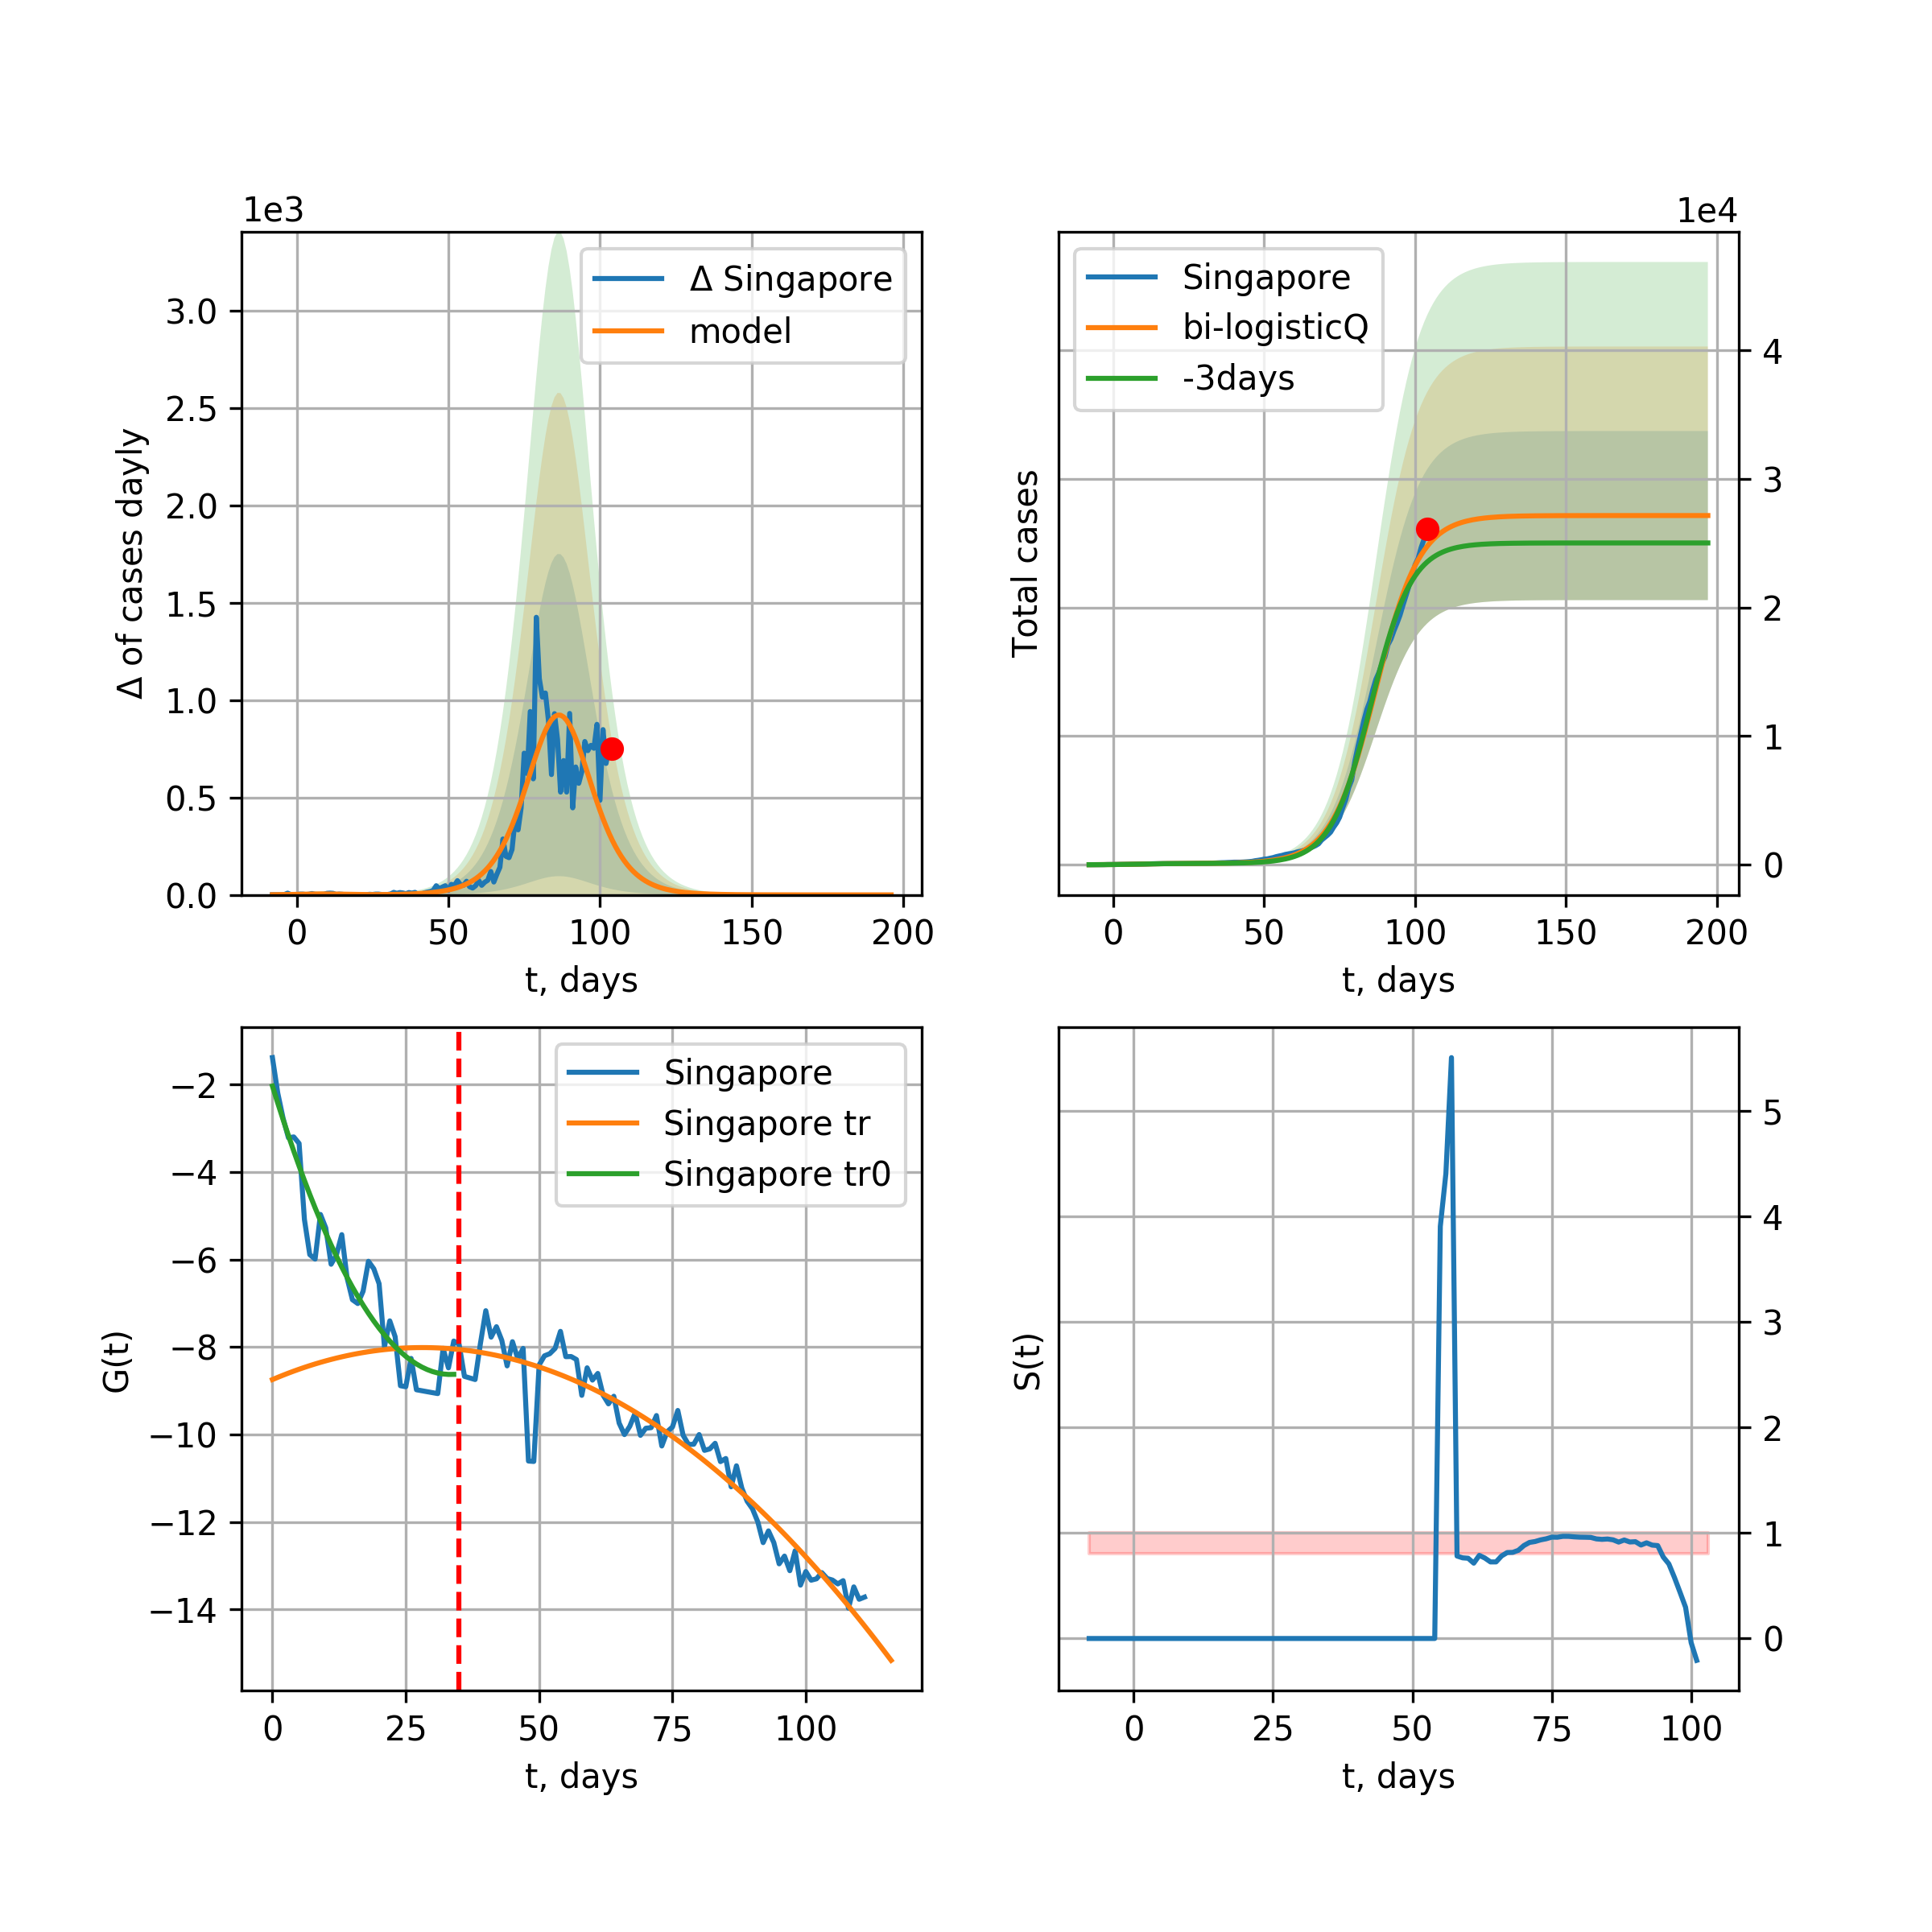 1e3
Δ of cases dayly
3.0
2.5
2.0
1.5
1.0
0.5
0.0
Δ Singapore
model
0 50 100 150 200
t, days
1e4
Total cases
Singapore
bi-logisticQ
-3days
4
3
2
1
0
0 50 100 150 200
t, days
G(t)
−2
−4
−6
−8
−10
−12
−14
Singapore
Singapore tr
Singapore tr0
0 25 50 75 100
t, days
S(t)
5
4
3
2
1
0
0 25 50 75 100
t, days